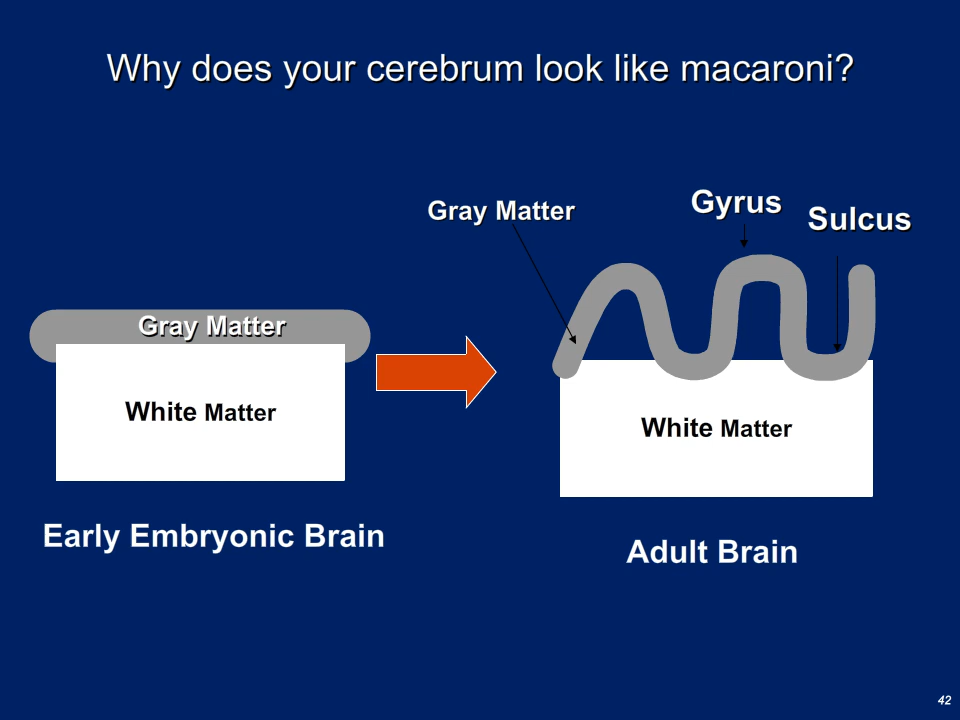 Why does your cerebrum look like macaroni?
Gray Matter
Gyrus
Sulcus
Gray Matter
White Matter
White Matter
Early Embryonic Brain
Adult Brain
42